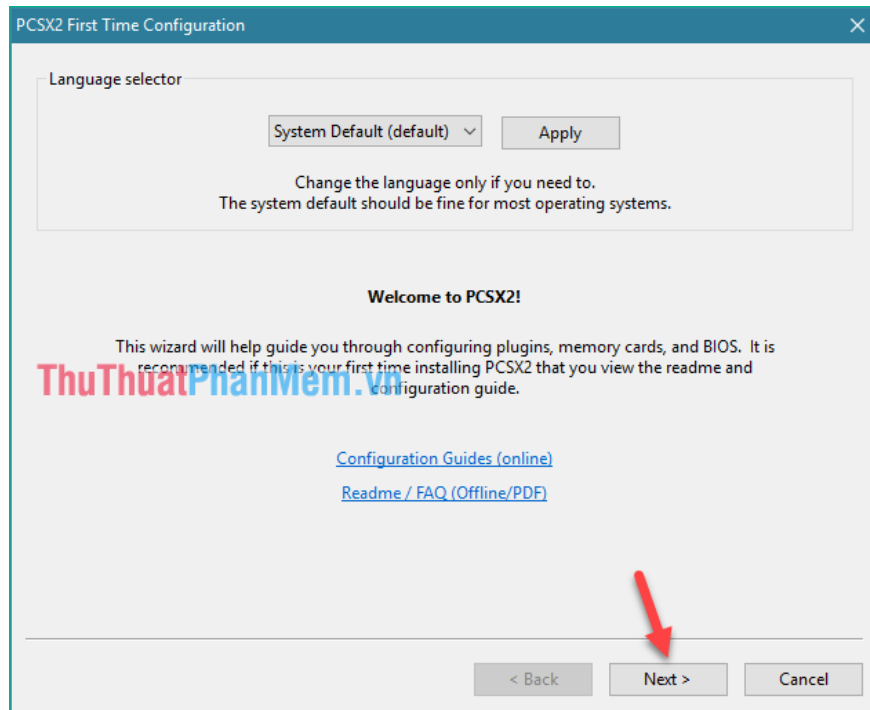 PCSX2 First Time Configuration
Language selector
System Default (default)
Apply
Change the language only if you need to.
The system default should be fine for most operating systems.
Welcome to PCSX2!
This wizard will help guide you through configuring plugins, memory cards, and BIOS. It is
recommended if this is your first time installing PCSX2 that you view the readme and
configuration guide.
ThuThuatPhanMem.vn
Configuration Guides (online)
Readme / FAQ (Offline/PDF)
< Back
Next >
Cancel